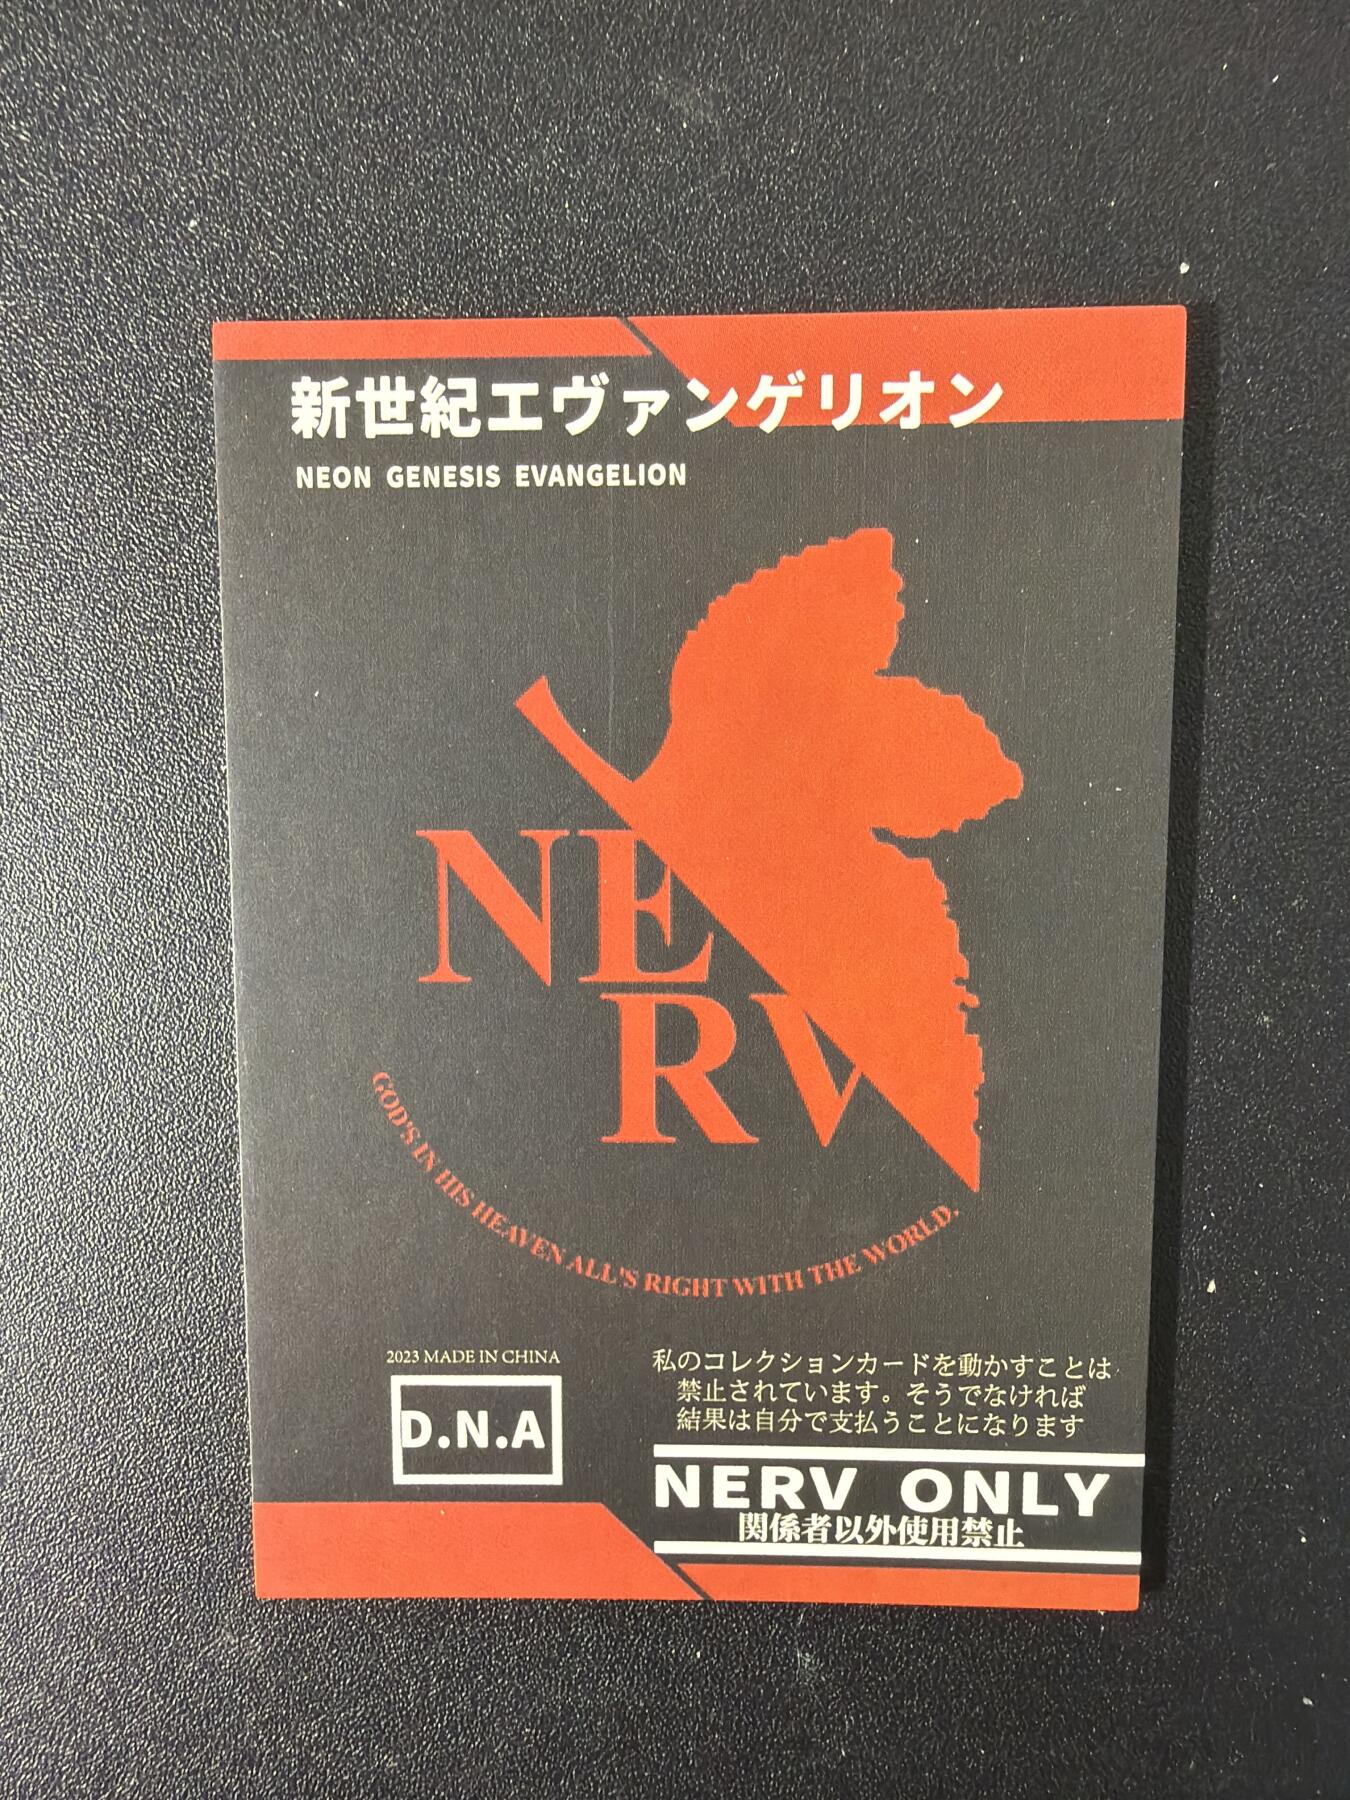 新世紀エヴァンゲリオン
NEON GENESIS EVANGELION
NE
RV
GOD'S IN HIS HEAVEN ALL'S RIGHT WITH THE WORLD.
2023 MADE IN CHINA
D.N.A
私のコレクションカードを動かすことは
禁止されています。そうでなければ
結果は自分で支払うことになります
NERV ONLY
関係者以外使用禁止